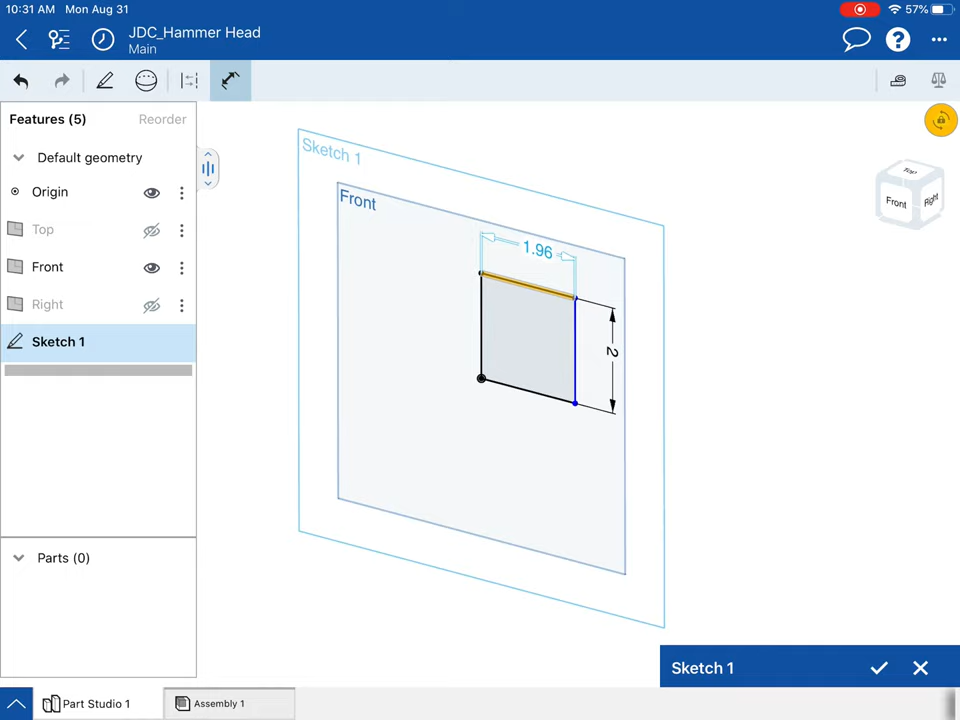 10:31 AM Mon Aug 31
57%
JDC_Hammer Head
Main
Features (5)
Reorder
Default geometry
Origin
Top
Front
Right
Sketch 1
Parts (0)
Sketch 1
Front
1.96
2
Top
Front
Right
Sketch 1
Part Studio 1
Assembly 1